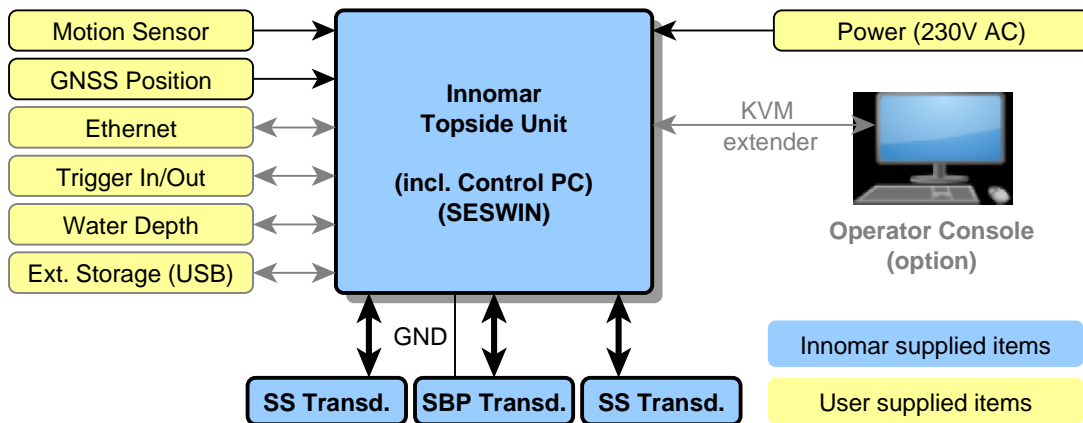 Motion Sensor
GNSS Position
Ethernet
Trigger In/Out
Water Depth
Ext. Storage (USB)
Innomar
Topside Unit
(incl. Control PC)
(SESWIN)
Power (230V AC)
KVM
extender
Operator Console
(option)
GND
SS Transd.
SBP Transd.
SS Transd.
Innomar supplied items
User supplied items